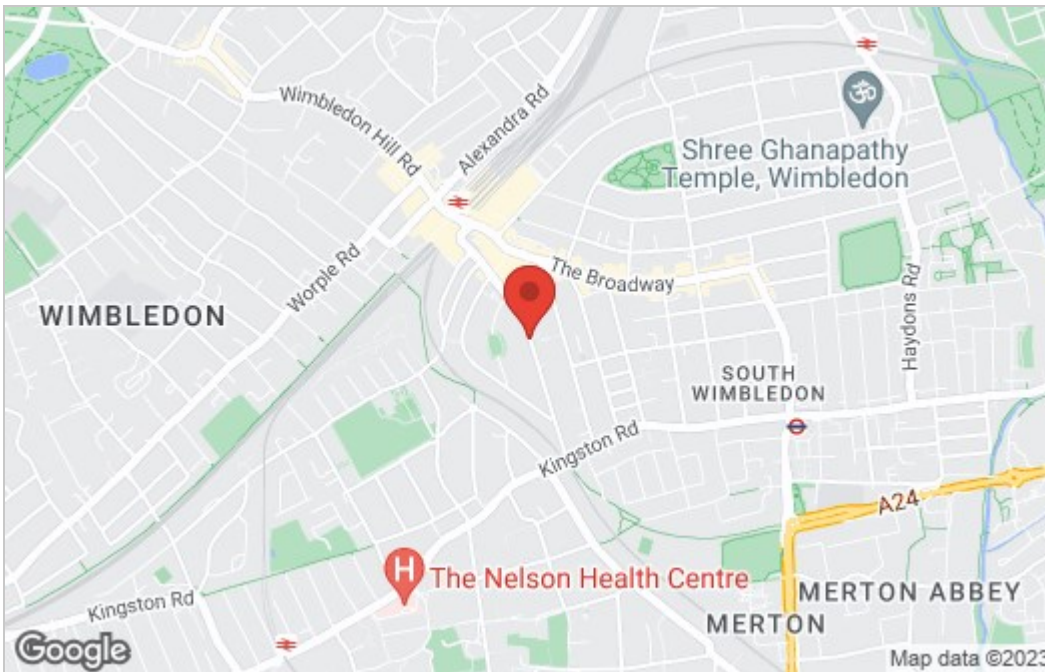 Wimbledon Hill Rd
Alexandra Rd
Shree Ghanapathy
Temple, Wimbledon
Worple Rd
The Broadway
Haydons Rd
WIMBLEDON
SOUTH
WIMBLEDON
Kingston Rd
A24
H
The Nelson Health Centre
Kingston Rd
MERTON ABBEY
MERTON
Google
Map data ©2023